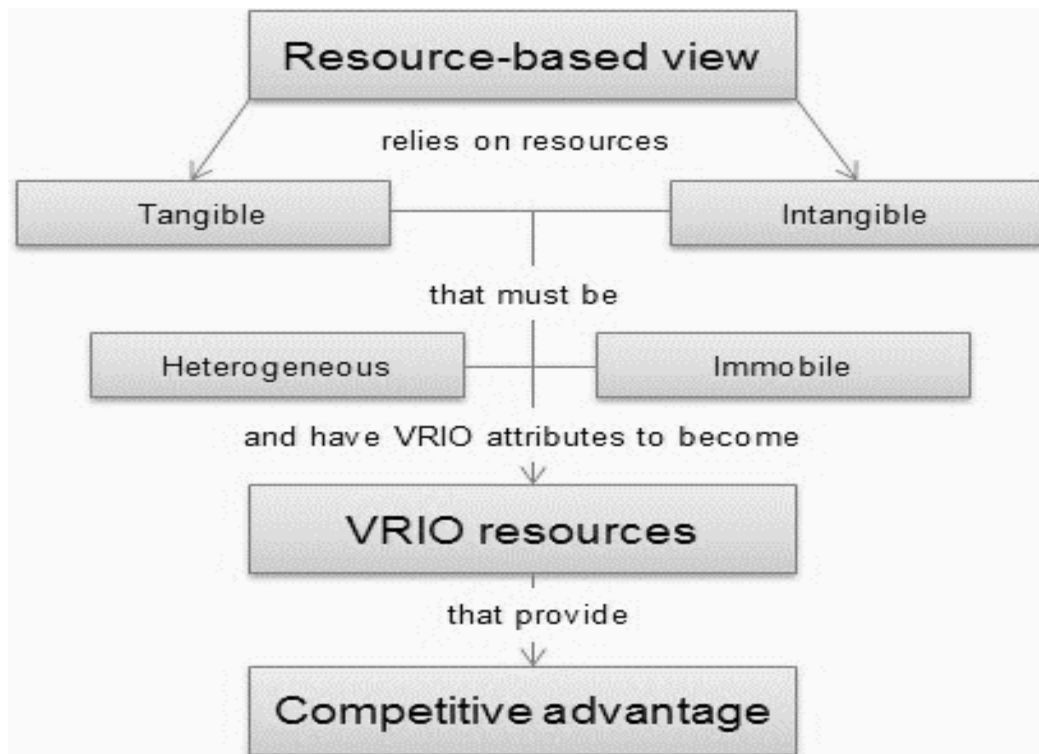 Resource-based view
relies on resources
Tangible
Intangible
that must be
Heterogeneous
Immobile
and have VRIO attributes to become
VRIO resources
that provide
Competitive advantage